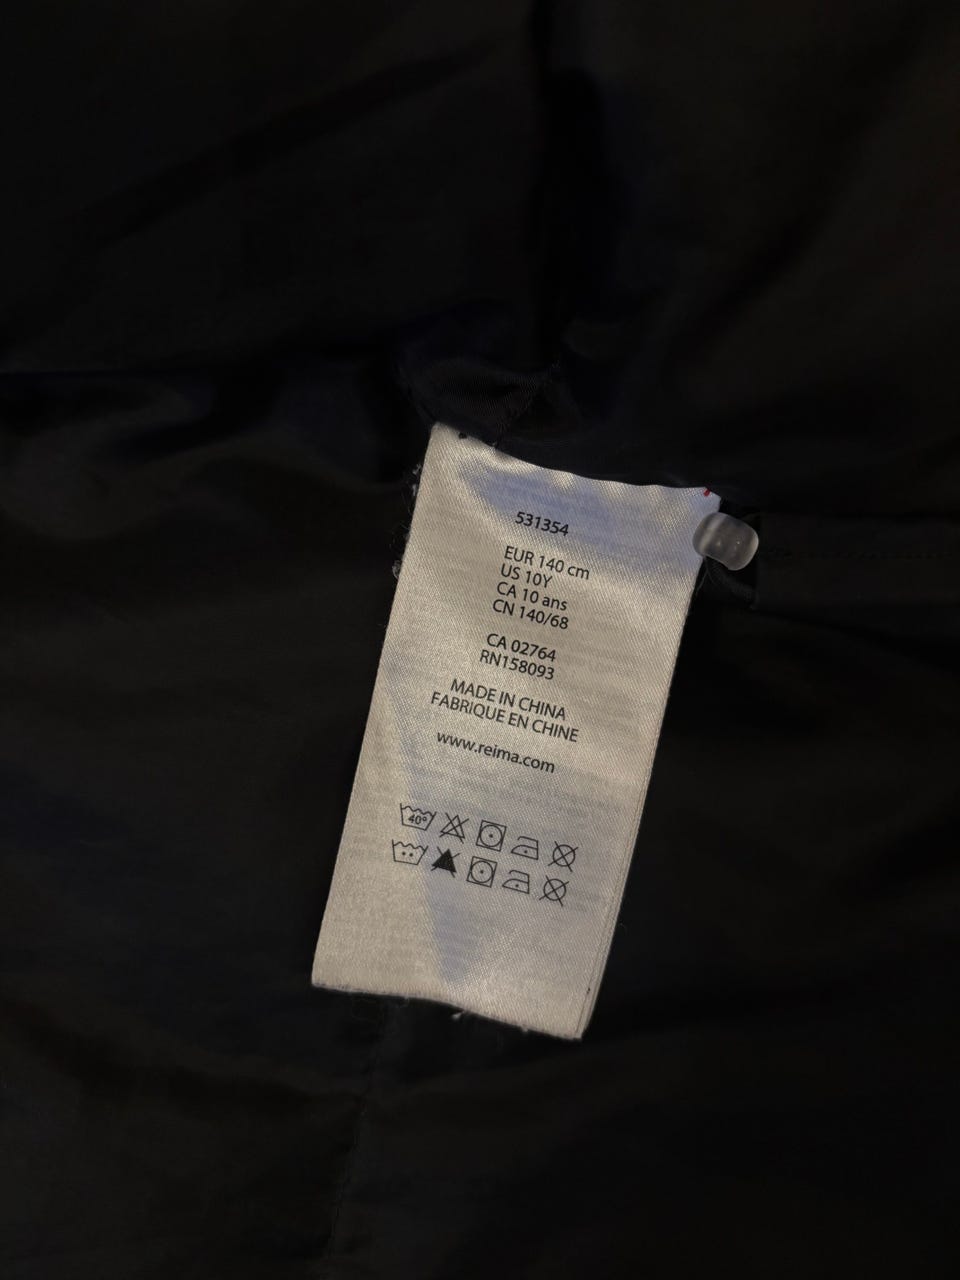 531354
EUR 140 cm
US 10Y
CA 10 ans
CN 140/68
CA 02764
RN158093
MADE IN CHINA
FABRIQUE EN CHINE
www.reima.com
40°